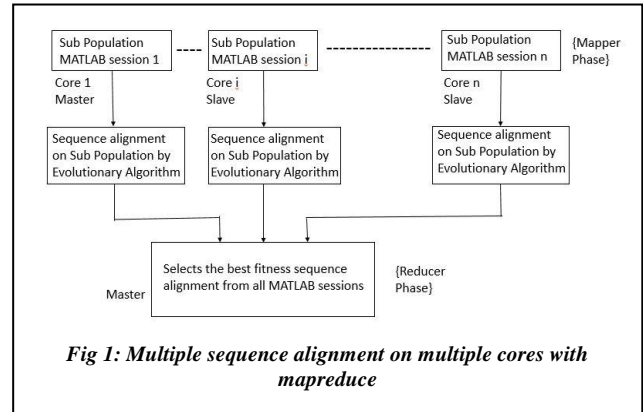 Sub Population
MATLAB session 1
Sub Population
MATLAB session i
Sub Population
MATLAB session n
{Mapper
Phase}
Core 1
Master
Core i
Slave
Core n
Slave
Sequence alignment
on Sub Population by
Evolutionary Algorithm
Sequence alignment
on Sub Population by
Evolutionary Algorithm
Sequence alignment
on Sub Population by
Evolutionary Algorithm
Master
Selects the best fitness sequence
alignment from all MATLAB sessions
{Reducer
Phase}
Fig 1: Multiple sequence alignment on multiple cores with
mapreduce